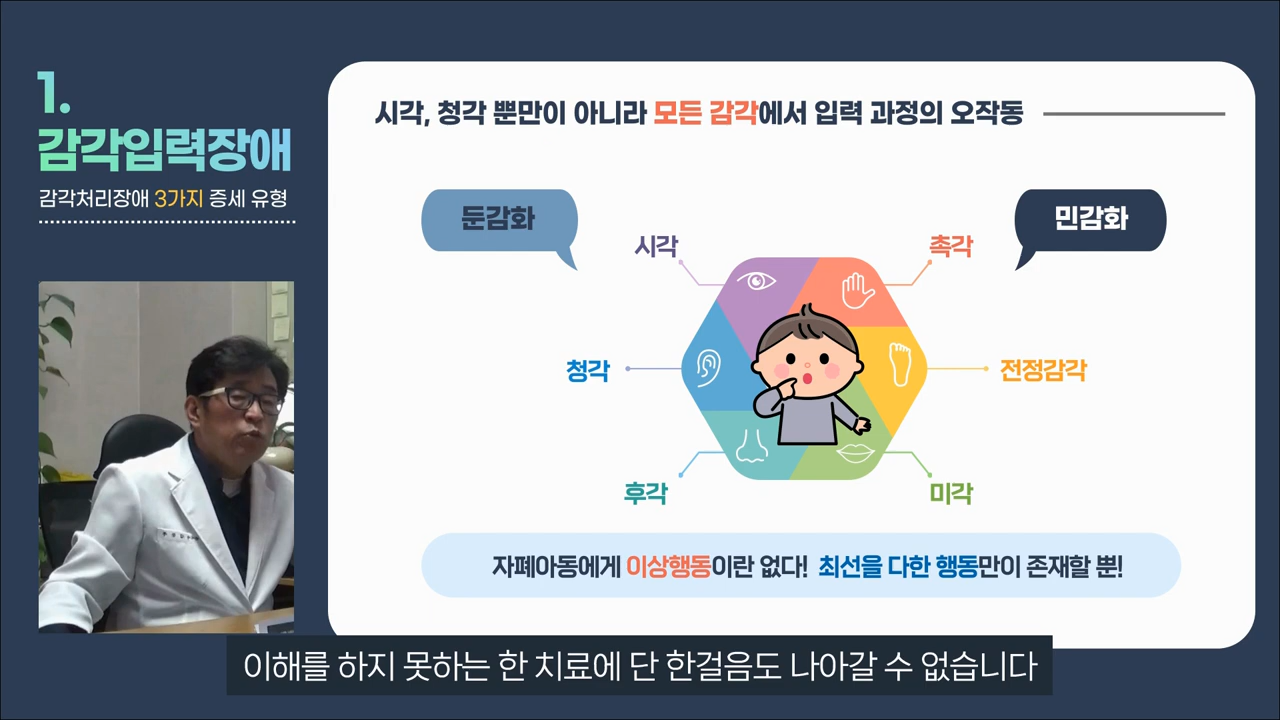 1.
감각입력장애
감각처리장애 3가지 증세 유형
시각, 청각 뿐만이 아니라 모든 감각에서 입력 과정의 오작동
둔감화
민감화
시각
촉각
청각
전정감각
후각
미각
자폐아동에게 이상행동이란 없다! 최선을 다한 행동만이 존재할 뿐!
이해를 하지 못하는 한 치료에 단 한걸음도 나아갈 수 없습니다